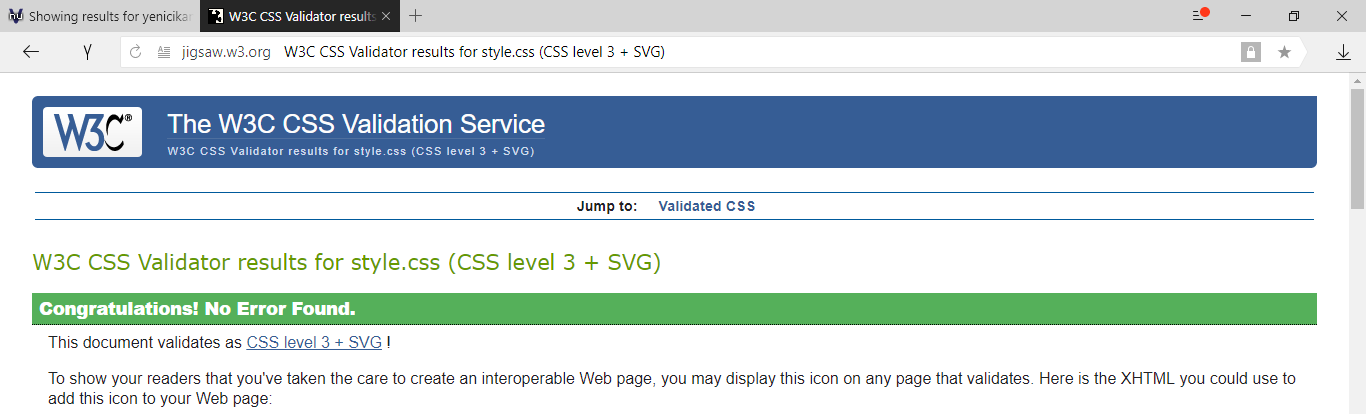 Showing results for yenicikar
W3C CSS Validator results
jigsaw.w3.org W3C CSS Validator results for style.css (CSS level 3 + SVG)
W3C®
The W3C CSS Validation Service
W3C CSS Validator results for style.css (CSS level 3 + SVG)
Jump to: Validated CSS
W3C CSS Validator results for style.css (CSS level 3 + SVG)
Congratulations! No Error Found.
This document validates as CSS level 3 + SVG !
To show your readers that you've taken the care to create an interoperable Web page, you may display this icon on any page that validates. Here is the XHTML you could use to
add this icon to your Web page: